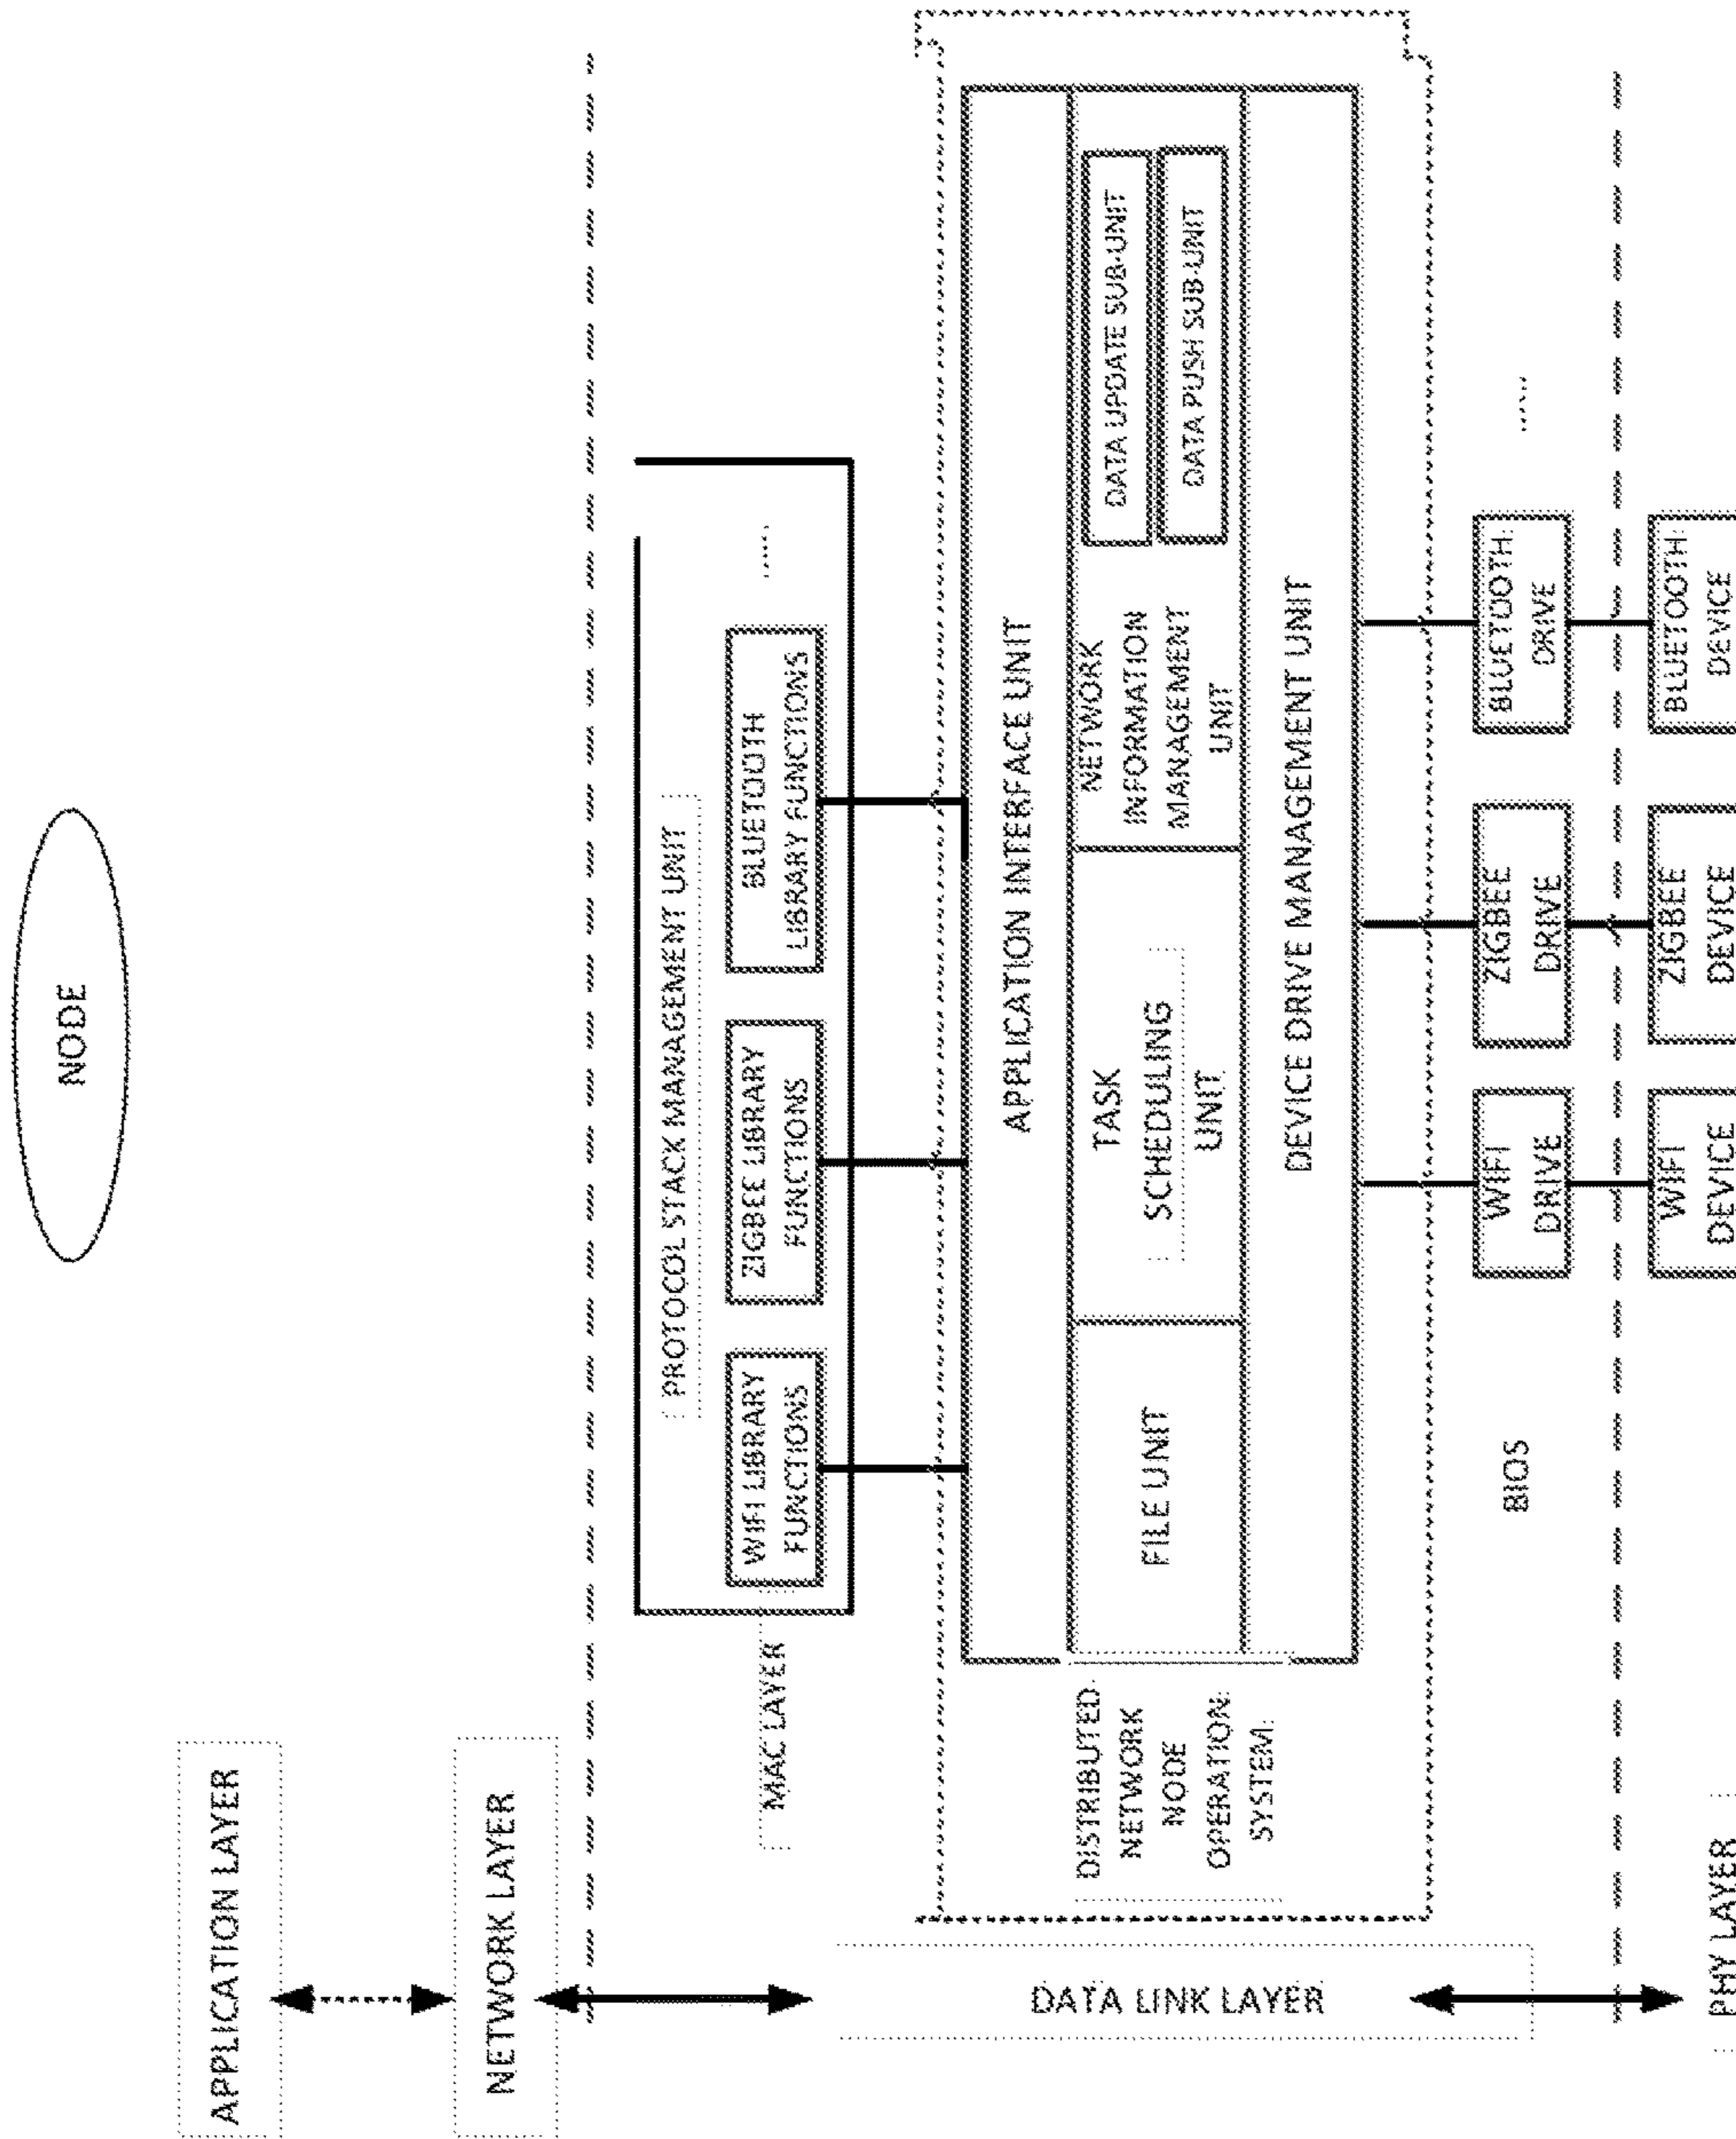 NODE
APPLICATION LAYER
NETWORK LAYER
PROTOCOL STACK MANAGEMENT UNIT
MAC LAYER
WIFI LIBRARY
FUNCTIONS
ZIGBEE LIBRARY
FUNCTIONS
BLUETOOTH
LIBRARY FUNCTIONS
......
DATA LINK LAYER
DISTRIBUTED
NETWORK
NODE
OPERATION
SYSTEM
APPLICATION INTERFACE UNIT
FILE UNIT
TASK
SCHEDULING
UNIT
NETWORK
INFORMATION
MANAGEMENT
UNIT
DATA UPDATE SUB-UNIT
DATA PUSH SUB-UNIT
DEVICE DRIVE MANAGEMENT UNIT
BIOS
WIFI
DRIVE
ZIGBEE
DRIVE
BLUETOOTH
DRIVE
......
PHY LAYER
WIFI
DEVICE
ZIGBEE
DEVICE
BLUETOOTH
DEVICE